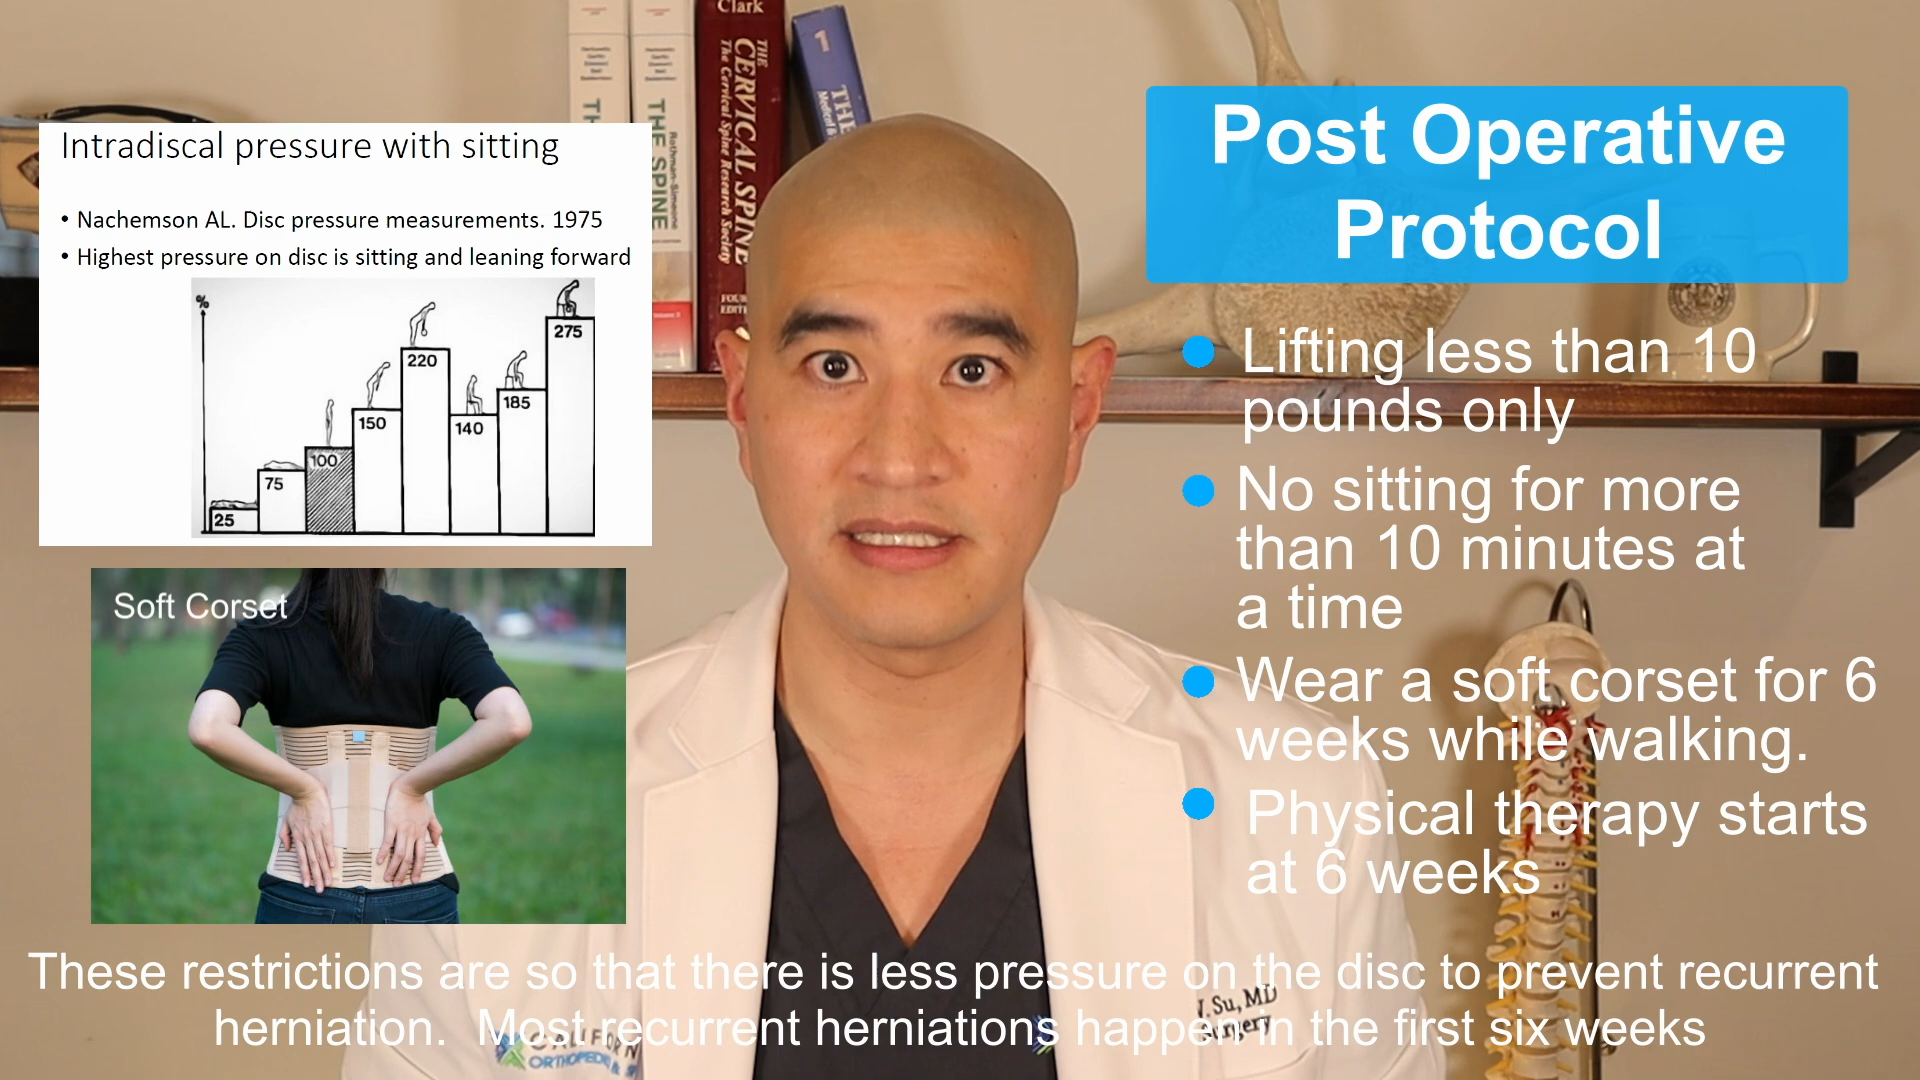 Clark
THE
CERVICAL SPINE
The Cervical Spine Research Society
THE SPINE
Rothman-Simeone
Intradiscal pressure with sitting
• Nachemson AL. Disc pressure measurements. 1975
• Highest pressure on disc is sitting and leaning forward
%
25
75
100
150
220
140
185
275
Soft Corset
Post Operative
Protocol
Lifting less than 10
pounds only
No sitting for more
than 10 minutes at
a time
Wear a soft corset for 6
weeks while walking.
Physical therapy starts
at 6 weeks
These restrictions are so that there is less pressure on the disc to prevent recurrent
herniation. Most recurrent herniations happen in the first six weeks
Su, MD